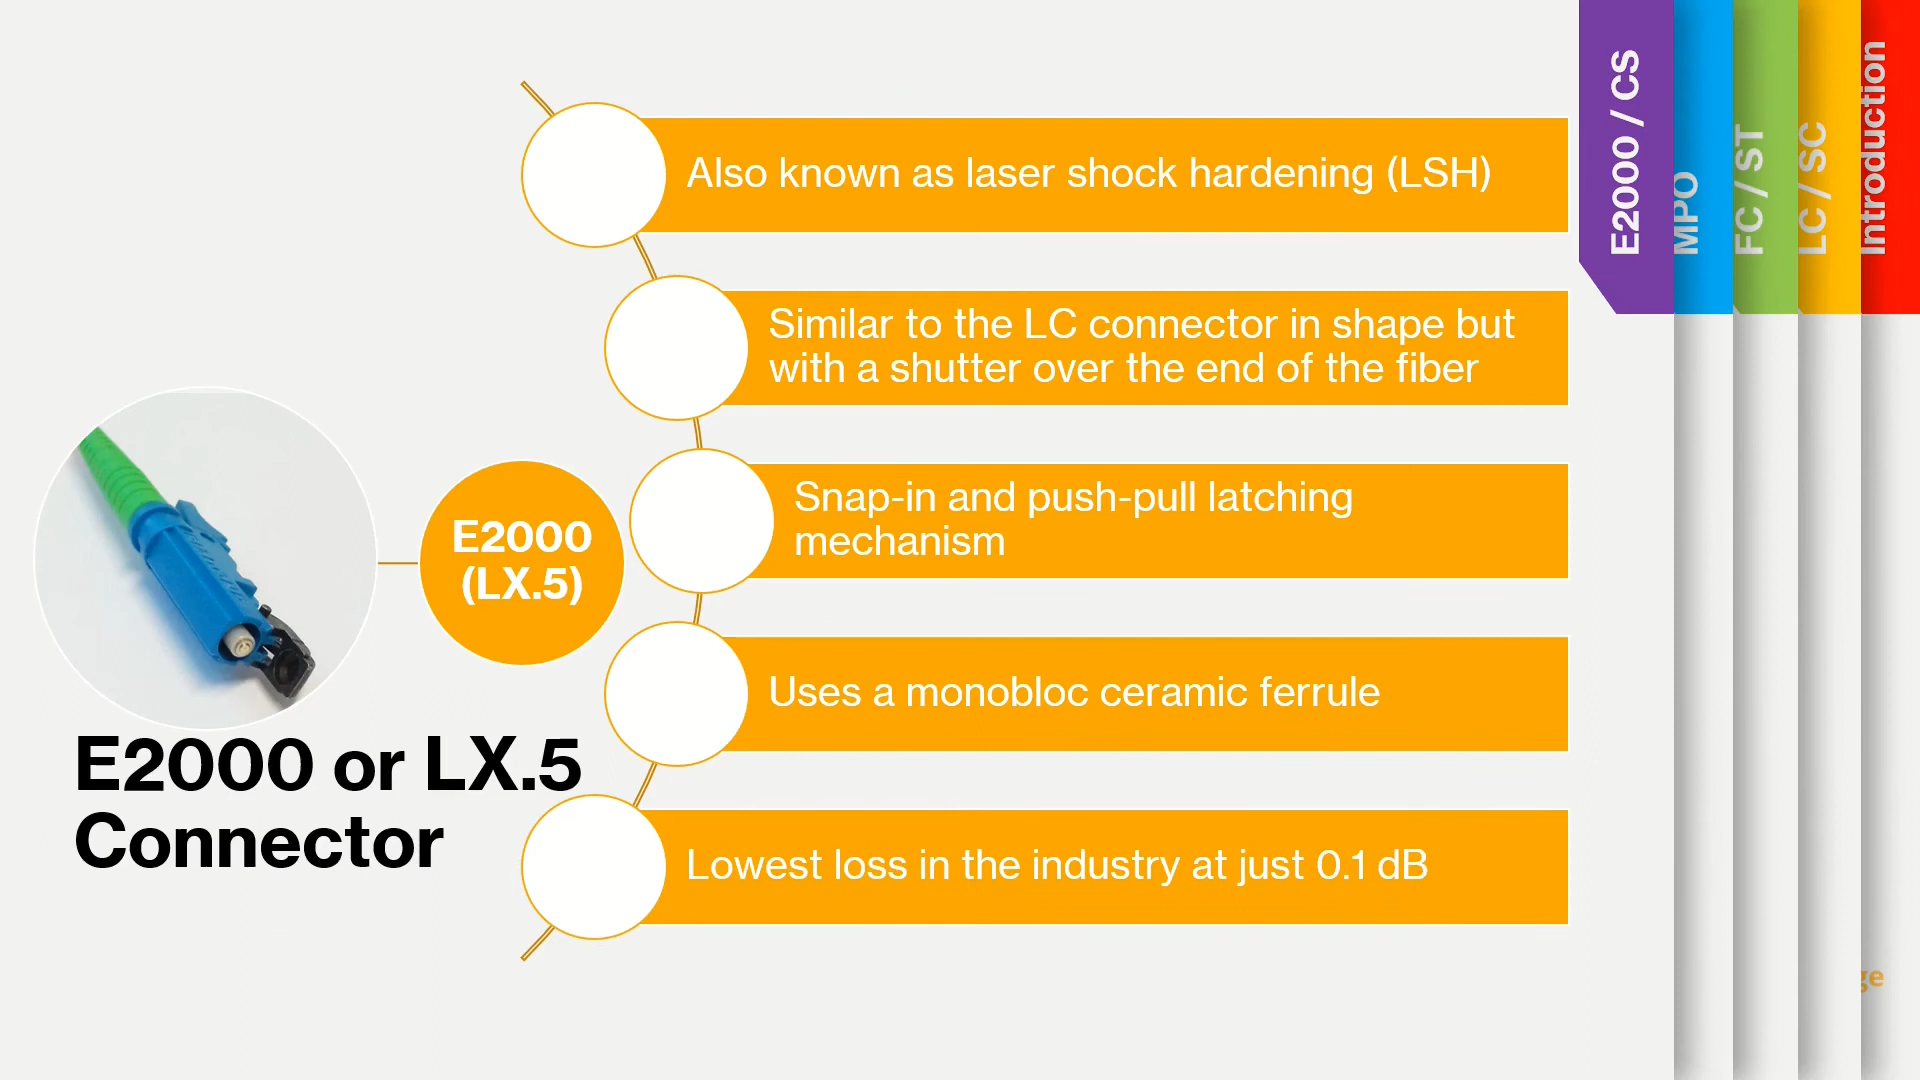 Also known as laser shock hardening (LSH)
Similar to the LC connector in shape but
with a shutter over the end of the fiber
Snap-in and push-pull latching
mechanism
Uses a monobloc ceramic ferrule
Lowest loss in the industry at just 0.1 dB
E2000
(LX.5)
E2000 or LX.5
Connector
E2000 / CS
MPO
FC / ST
LC / SC
Introduction
ge